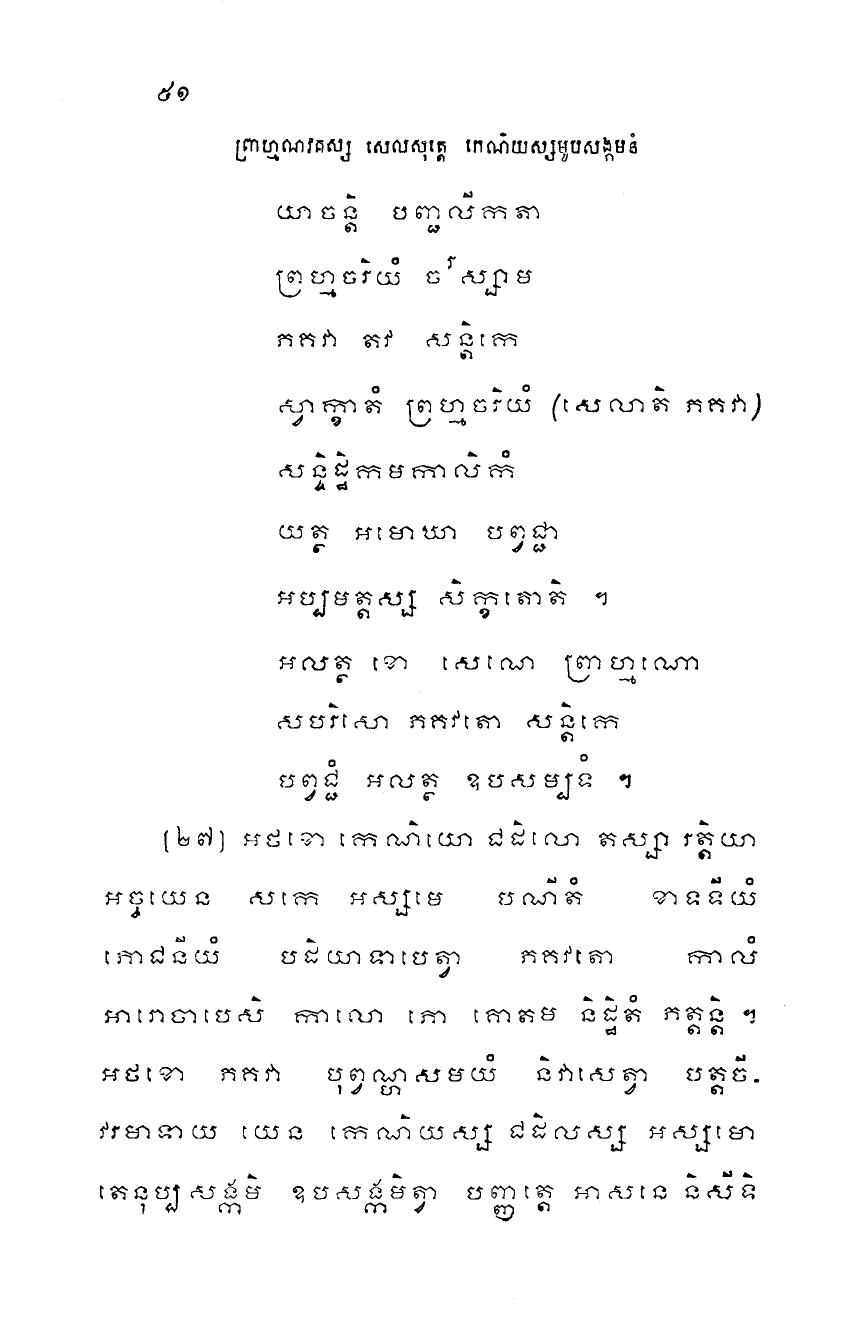 ៥១
ព្រាហ្មណវគស្ស សេលសុត្តេ កេណិយស្សមូបសង្កមនំ
យាចន្តិ បញ្ជលីកតា
ព្រហ្មចរិយំ ចរិស្សាម
ភគវា តវ សន្តិកេ
ស្វាក្ខាតំ ព្រហ្មចរិយំ (សេលាតិ ភគវា)
សន្ទិដ្ឋិកមកាលិកំ
យត្ថ អមោឃា បព្វជ្ជា
អប្បមត្តស្ស សិក្ខតោតិ ។
អលត្ថ ខោ សេលោ ព្រាហ្មណោ
សបរិសោ ភគវតោ សន្តិកេ
បព្វជ្ជំ អលត្ថ ឧបសម្បទំ ។
[២៧] អថខោ កេណិយោ ជដិលោ តស្សា រត្តិយា
អច្ចយេន សកេ អស្សមេ បណីតំ ខាទនីយំ
ភោជនីយំ បដិយាទាបេត្វា ភគវតោ កាលំ
អារោចាបេសិ កាលោ ភោ គោតម និដ្ឋិតំ ភត្តន្តិ ។
អថខោ ភគវា បុព្វណ្ហសមយំ និវាសេត្វា បត្តចី-
វរមាទាយ យេន កេណិយស្ស ជដិលស្ស អស្សមោ
តេនុប្បសង្កមិ ឧបសង្កមិត្វា បញ្ញត្តេ អាសនេ និសីទិ